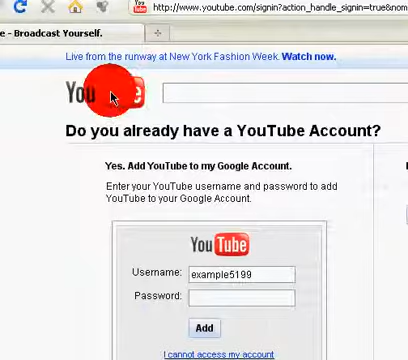 http://www.youtube.com/signin?action_handle_signin=true&nom
e - Broadcast Yourself.
Live from the runway at New York Fashion Week. Watch now.
You
Do you already have a YouTube Account?
Yes. Add YouTube to my Google Account.
Enter your YouTube username and password to add
YouTube to your Google Account.
YouTube
Username: example5199
Password:
Add
I cannot access my account